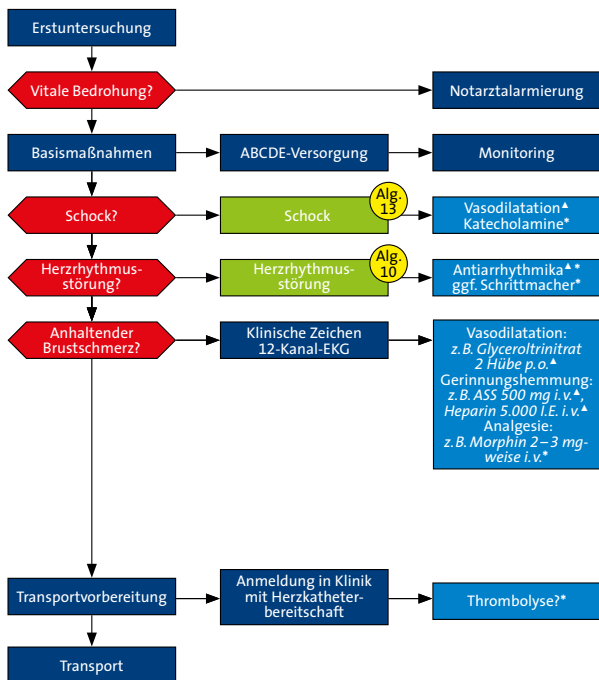 Erstuntersuchung
Vitale Bedrohung?
Notarztalarmierung
Basismaßnahmen
ABCDE-Versorgung
Monitoring
Schock?
Schock
Alg.
13
Vasodilatation▲
Katecholamine*
Herzrhythmus-
störung?
Herzrhythmus-
störung
Alg.
10
Antiarrhythmika▲ *
ggf. Schrittmacher*
Anhaltender
Brustschmerz?
Klinische Zeichen
12-Kanal-EKG
Vasodilatation:
z. B. Glyceroltrinitrat
2 Hübe p. o.▲
Gerinnungshemmung:
z. B. ASS 500 mg i. v.▲,
Heparin 5.000 I.E. i. v.▲
Analgesie:
z. B. Morphin 2–3 mg-
weise i. v.*
Transportvorbereitung
Anmeldung in Klinik
mit Herzkatheter-
bereitschaft
Thrombolyse?*
Transport